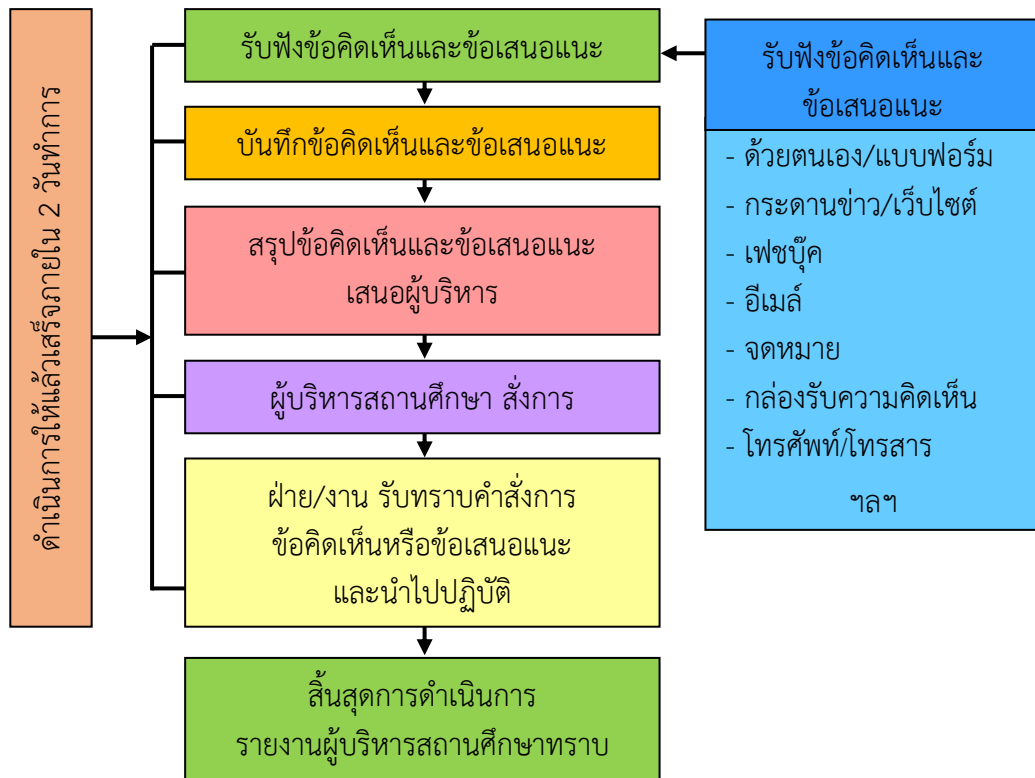 ดำเนินการให้แล้วเสร็จภายใน 2 วันทำการ
รับฟังข้อคิดเห็นและข้อเสนอแนะ
บันทึกข้อคิดเห็นและข้อเสนอแนะ
สรุปข้อคิดเห็นและข้อเสนอแนะ
เสนอผู้บริหาร
ผู้บริหารสถานศึกษา สั่งการ
ฝ่าย/งาน รับทราบคำสั่งการ
ข้อคิดเห็นหรือข้อเสนอแนะ
และนำไปปฏิบัติ
สิ้นสุดการดำเนินการ
รายงานผู้บริหารสถานศึกษาทราบ
รับฟังข้อคิดเห็นและ
ข้อเสนอแนะ
- ด้วยตนเอง/แบบฟอร์ม
- กระดานข่าว/เว็บไซต์
- เฟชบุ๊ค
- อีเมล์
- จดหมาย
- กล่องรับความคิดเห็น
- โทรศัพท์/โทรสาร
ฯลฯ